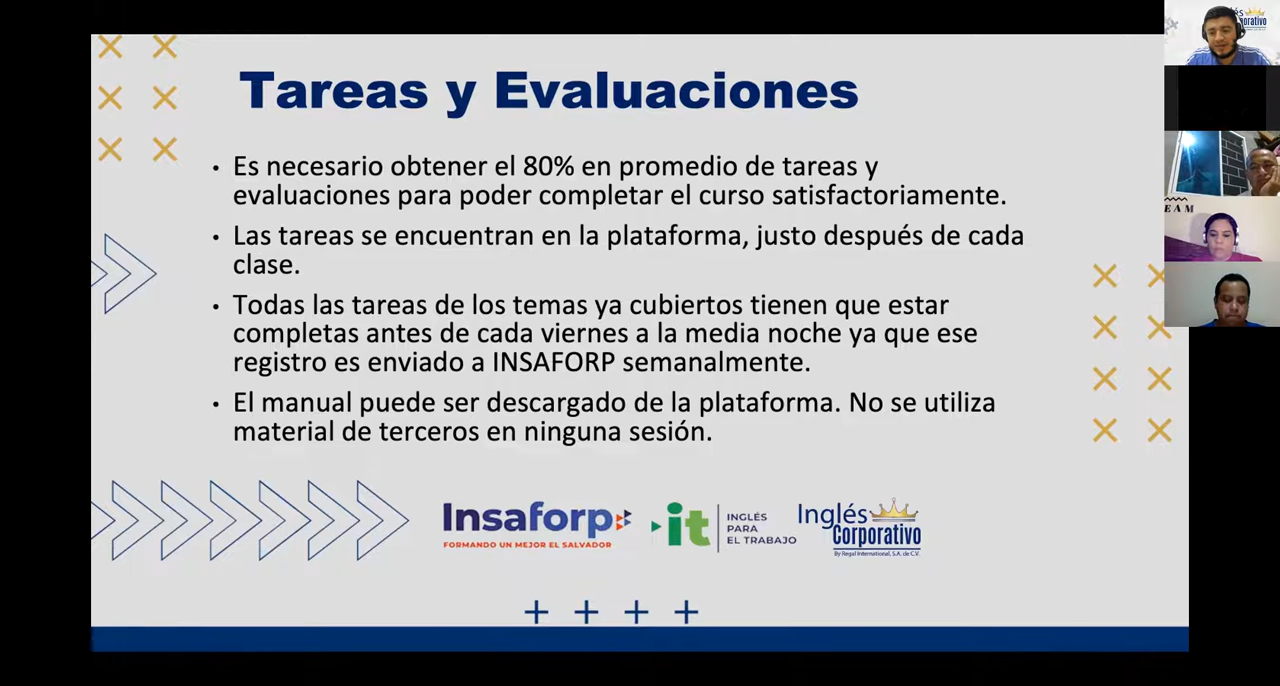 Tareas y Evaluaciones
• Es necesario obtener el 80% en promedio de tareas y
evaluaciones para poder completar el curso satisfactoriamente.
• Las tareas se encuentran en la plataforma, justo después de cada
clase.
• Todas las tareas de los temas ya cubiertos tienen que estar
completas antes de cada viernes a la media noche ya que ese
registro es enviado a INSAFORP semanalmente.
• El manual puede ser descargado de la plataforma. No se utiliza
material de terceros en ninguna sesión.
Insaforp
FORMANDO UN MEJOR EL SALVADOR
it
INGLÉS
PARA
EL TRABAJO
Inglés
Corporativo
By Regal International, S.A. de C.V.
EAM